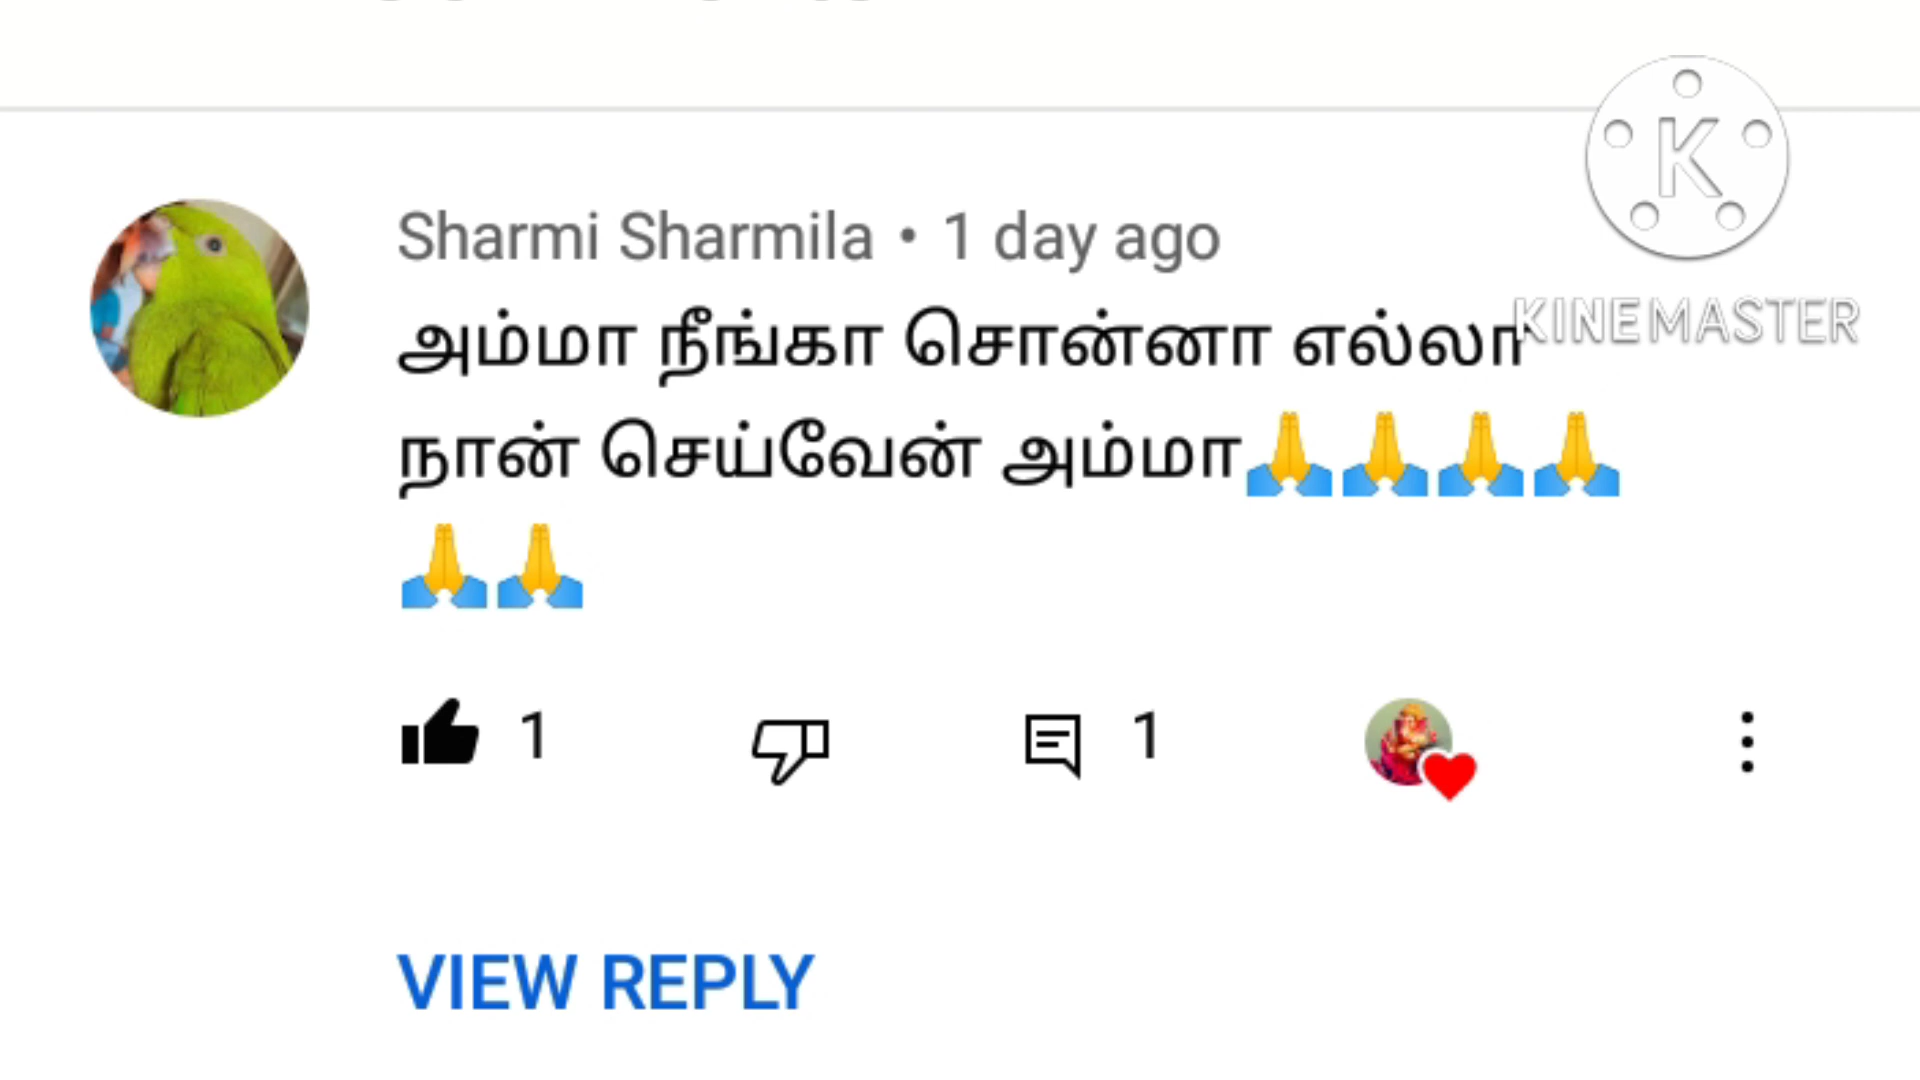 Sharmi Sharmila • 1 day ago
அம்மா நீங்கா சொன்னா எல்லா
நான் செய்வேன் அம்மா🙏🙏🙏🙏
🙏🙏
1
1
VIEW REPLY
K
KINEMASTER